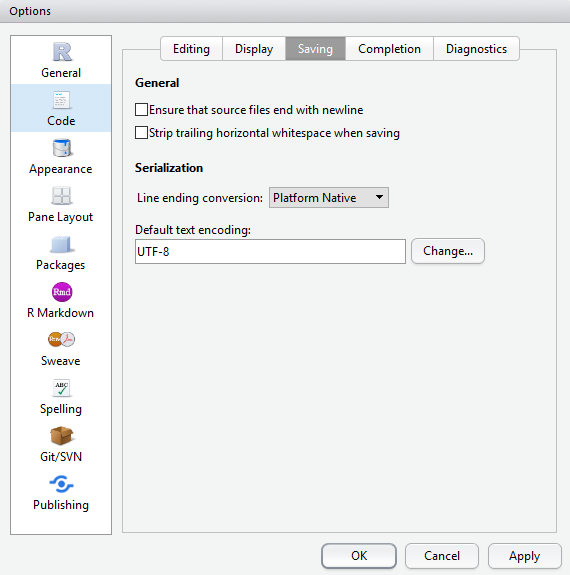 Options
General
Code
Appearance
Pane Layout
Packages
Rmd
R Markdown
Sweave
ABC
Spelling
Git/SVN
Publishing
Editing Display Saving Completion Diagnostics
General
Ensure that source files end with newline
Strip trailing horizontal whitespace when saving
Serialization
Line ending conversion: Platform Native
Default text encoding:
UTF-8 Change...
OK Cancel Apply